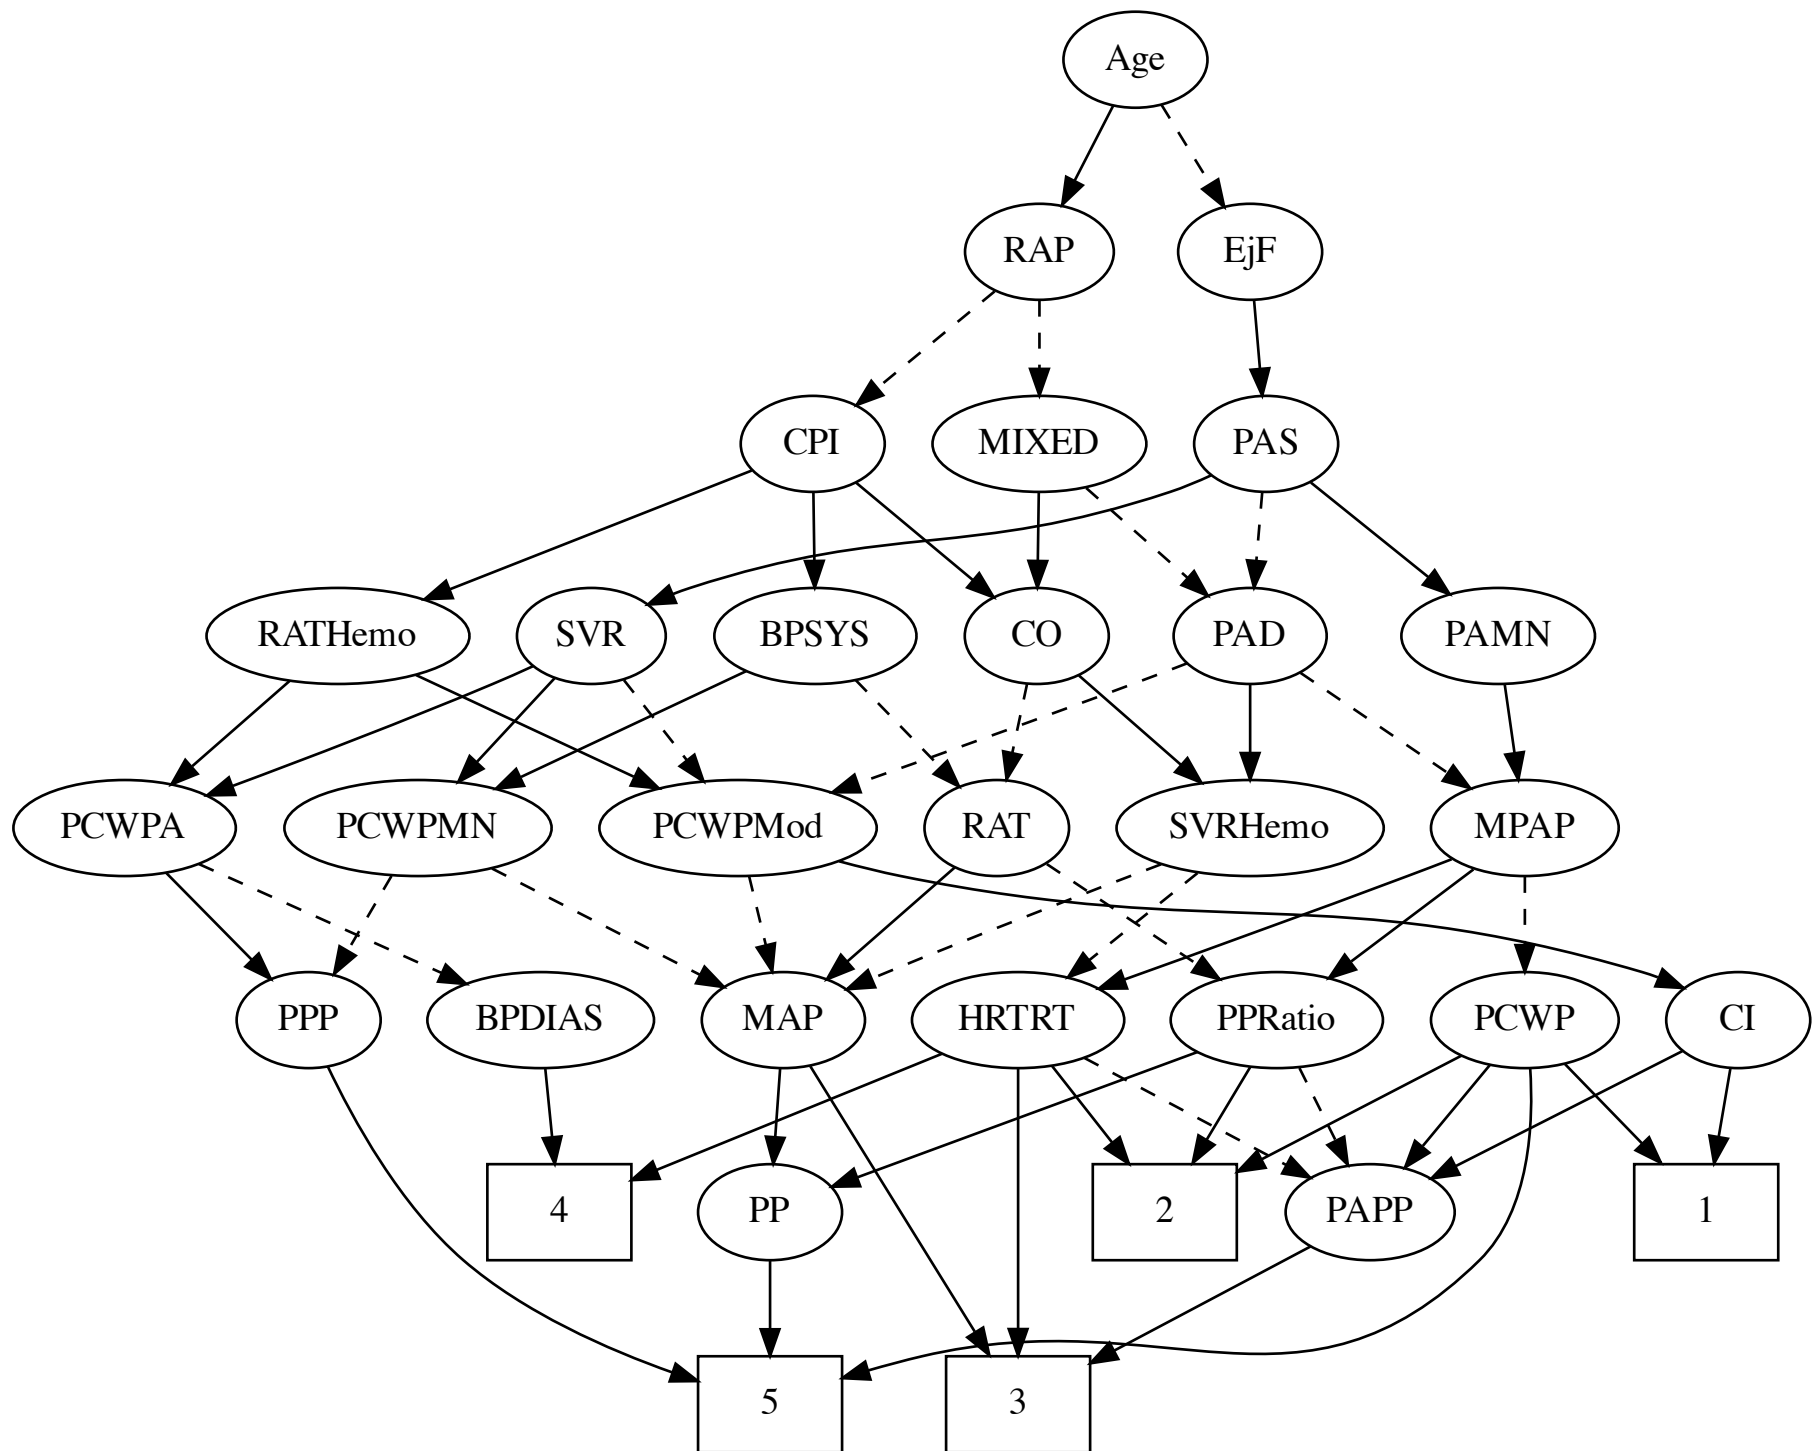 Age
RAP
EjF
CPI
MIXED
PAS
RATHemo
SVR
BPSYS
CO
PAD
PAMN
PCWPA
PCWPMN
PCWPMod
RAT
SVRHemo
MPAP
PPP
BPDIAS
MAP
HRTRT
PPRatio
PCWP
CI
4
PP
2
PAPP
1
5
3